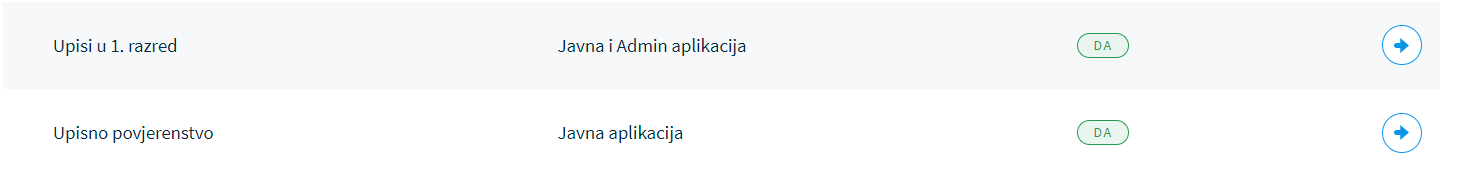 Upisi u 1. razred Javna i Admin aplikacija DA
Upisno povjerenstvo Javna aplikacija DA